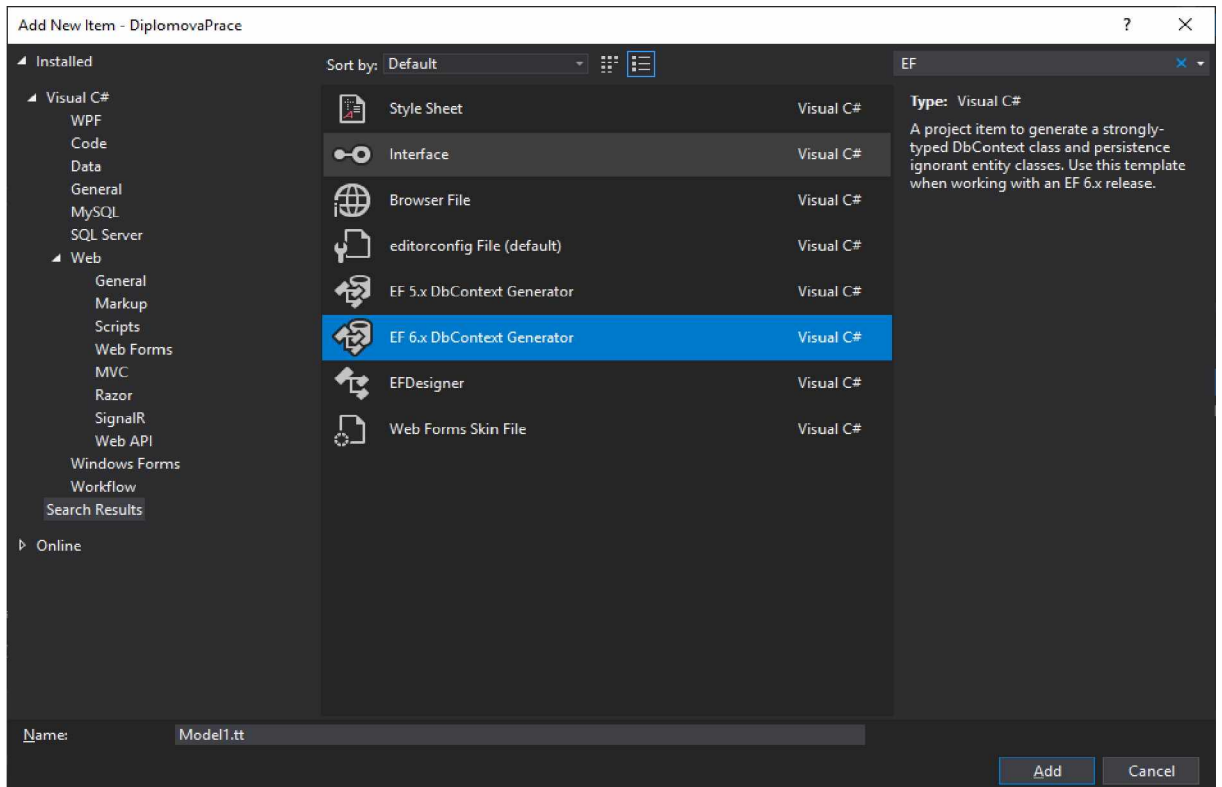 Add New Item - DiplomovaPrace
?
Installed
Visual C#
WPF
Code
Data
General
MySQL
SQL Server
Web
General
Markup
Scripts
Web Forms
MVC
Razor
SignalR
Web API
Windows Forms
Workflow
Search Results
Online
Sort by: Default
Style Sheet Visual C#
Interface Visual C#
Browser File Visual C#
editorconfig File (default) Visual C#
EF 5.x DbContext Generator Visual C#
EF 6.x DbContext Generator Visual C#
EFDesigner Visual C#
Web Forms Skin File Visual C#
EF
Type: Visual C#
A project item to generate a strongly-
typed DbContext class and persistence
ignorant entity classes. Use this template
when working with an EF 6.x release.
Name: Model1.tt
Add Cancel